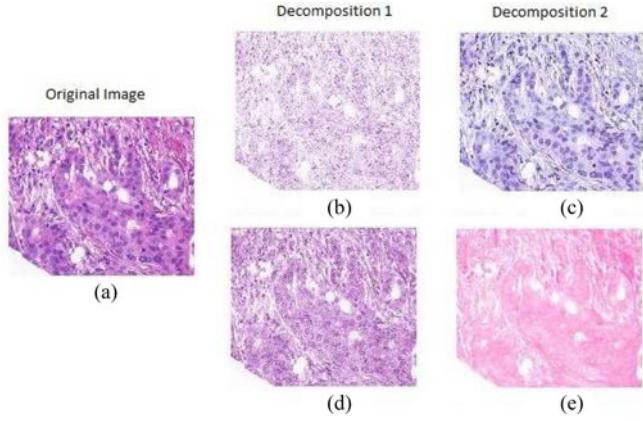 Decomposition 1
Decomposition 2
Original Image
(b)
(c)
(a)
(d)
(e)